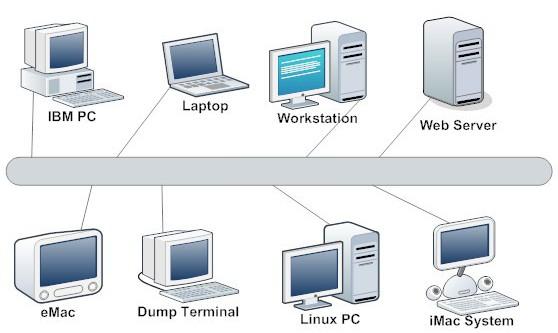 IBM PC
Laptop
Workstation
Web Server
eMac
Dump Terminal
Linux PC
iMac System